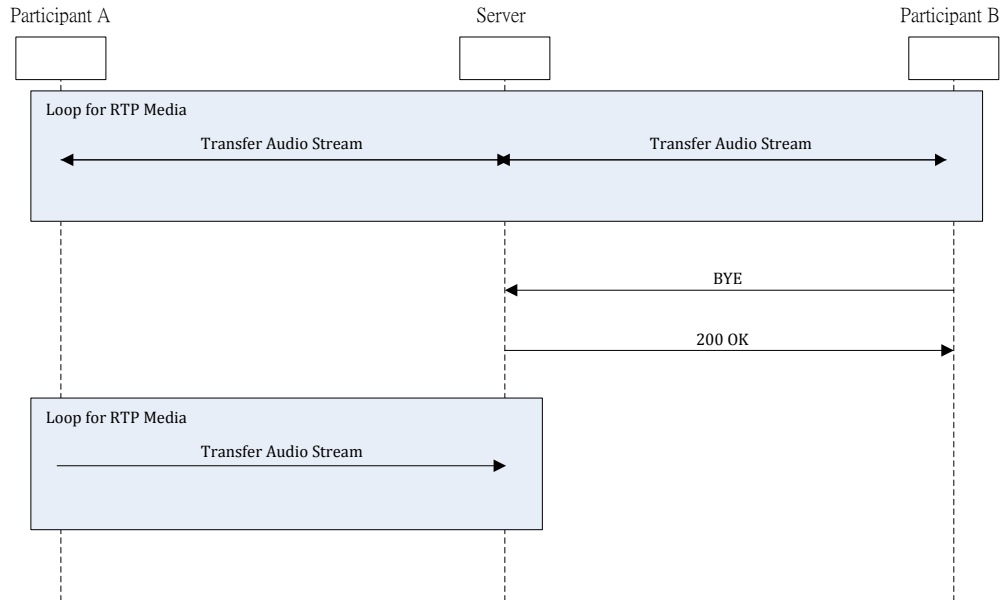 Participant A
Server
Participant B
Loop for RTP Media
Transfer Audio Stream
Transfer Audio Stream
BYE
200 OK
Loop for RTP Media
Transfer Audio Stream